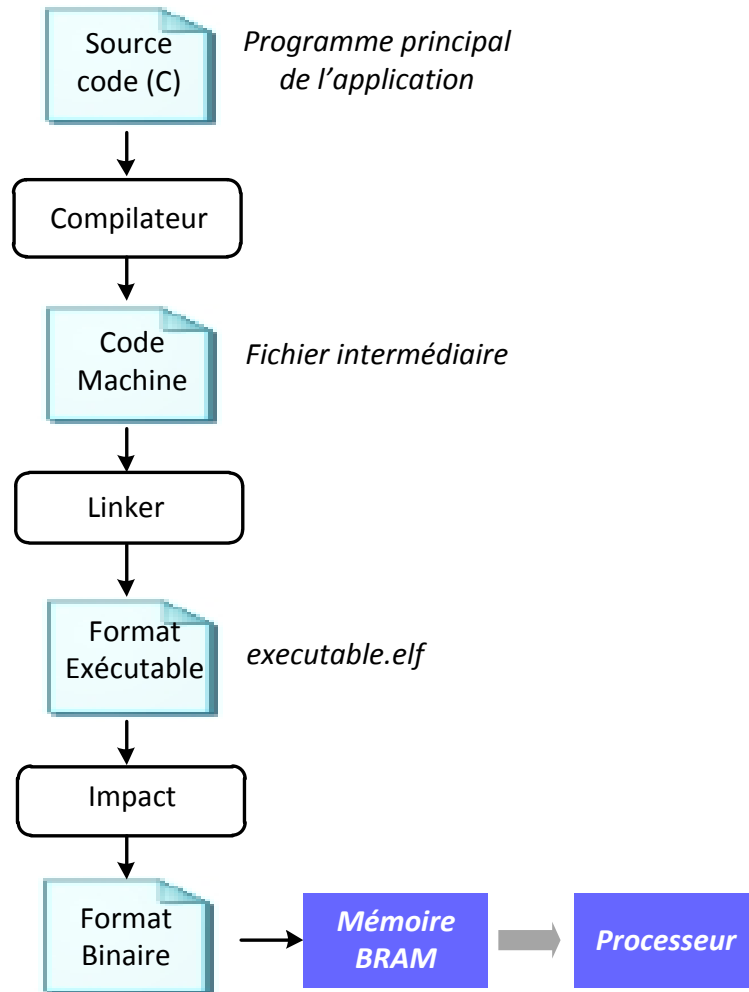 Source
code (C)
Programme principal
de l'application
Compilateur
Code
Machine
Fichier intermédiaire
Linker
Format
Exécutable
executable.elf
Impact
Format
Binaire
Mémoire
BRAM
Processeur